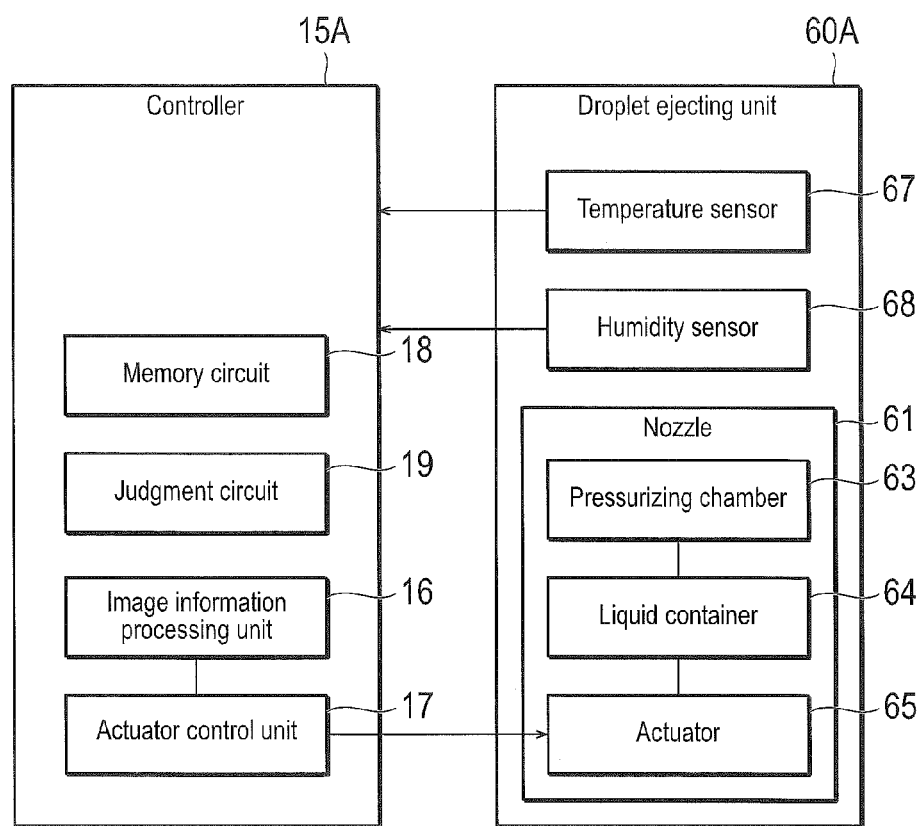 15A
60A
Controller
Droplet ejecting unit
Temperature sensor
67
Humidity sensor
68
Memory circuit
18
Judgment circuit
19
Image information
processing unit
16
Actuator control unit
17
Nozzle
61
Pressurizing chamber
63
Liquid container
64
Actuator
65